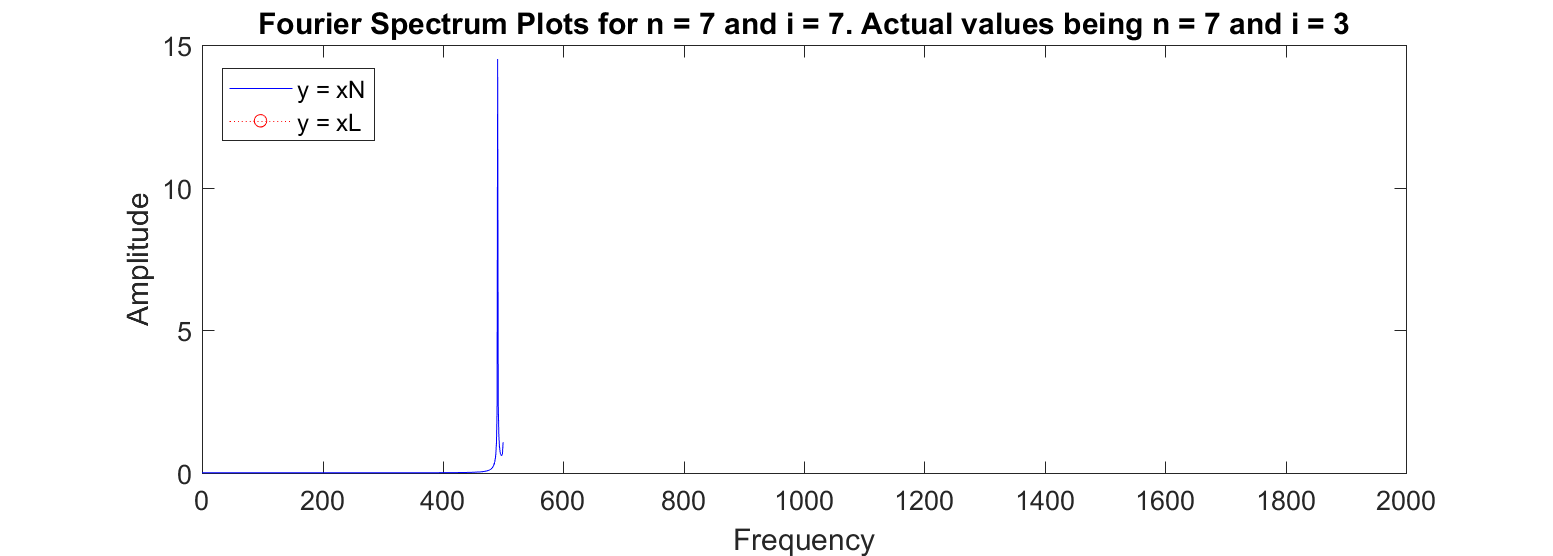 Fourier Spectrum Plots for n = 7 and i = 7. Actual values being n = 7 and i = 3
15
y = xN
y = xL
10
Amplitude
5
0
0 200 400 600 800 1000 1200 1400 1600 1800 2000
Frequency